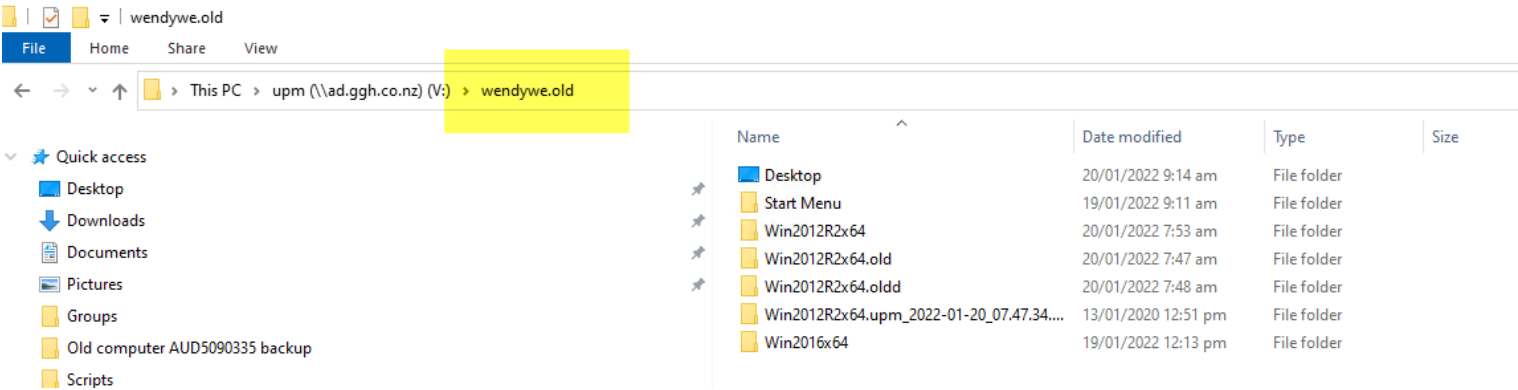 wendywe.old
File Home Share View
This PC > upm (\\ad.ggh.co.nz) (V:) > wendywe.old
Name Date modified Type Size
Quick access
Desktop
Downloads
Documents
Pictures
Groups
Old computer AUD5090335 backup
Scripts
Desktop 20/01/2022 9:14 am File folder
Start Menu 19/01/2022 9:11 am File folder
Win2012R2x64 20/01/2022 7:53 am File folder
Win2012R2x64.old 20/01/2022 7:47 am File folder
Win2012R2x64.oldd 20/01/2022 7:48 am File folder
Win2012R2x64.upm_2022-01-20_07.47.34.... 13/01/2020 12:51 pm File folder
Win2016x64 19/01/2022 12:13 pm File folder